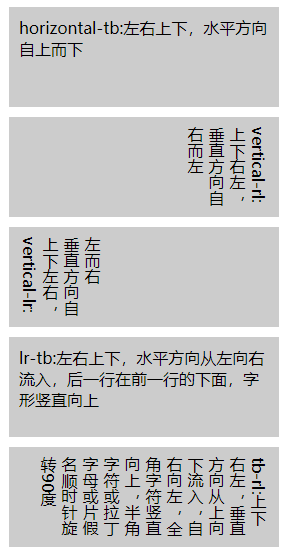 horizontal-tb:左右上下，水平方向
自上而下
vertical-rl:
上下右左，
垂直方向自
右而左
vertical-lr:
上下左右，
垂直方向自
左而右
lr-tb:左右上下，水平方向从左向右
流入，后一行在前一行的下面，字
形竖直向上
tb-rl:上下
右左，垂直
方向从上向
下流入，自
右向左，全
角字符竖直
向上，半角
字符或拉丁
字母或片假
名顺时针旋
转90度